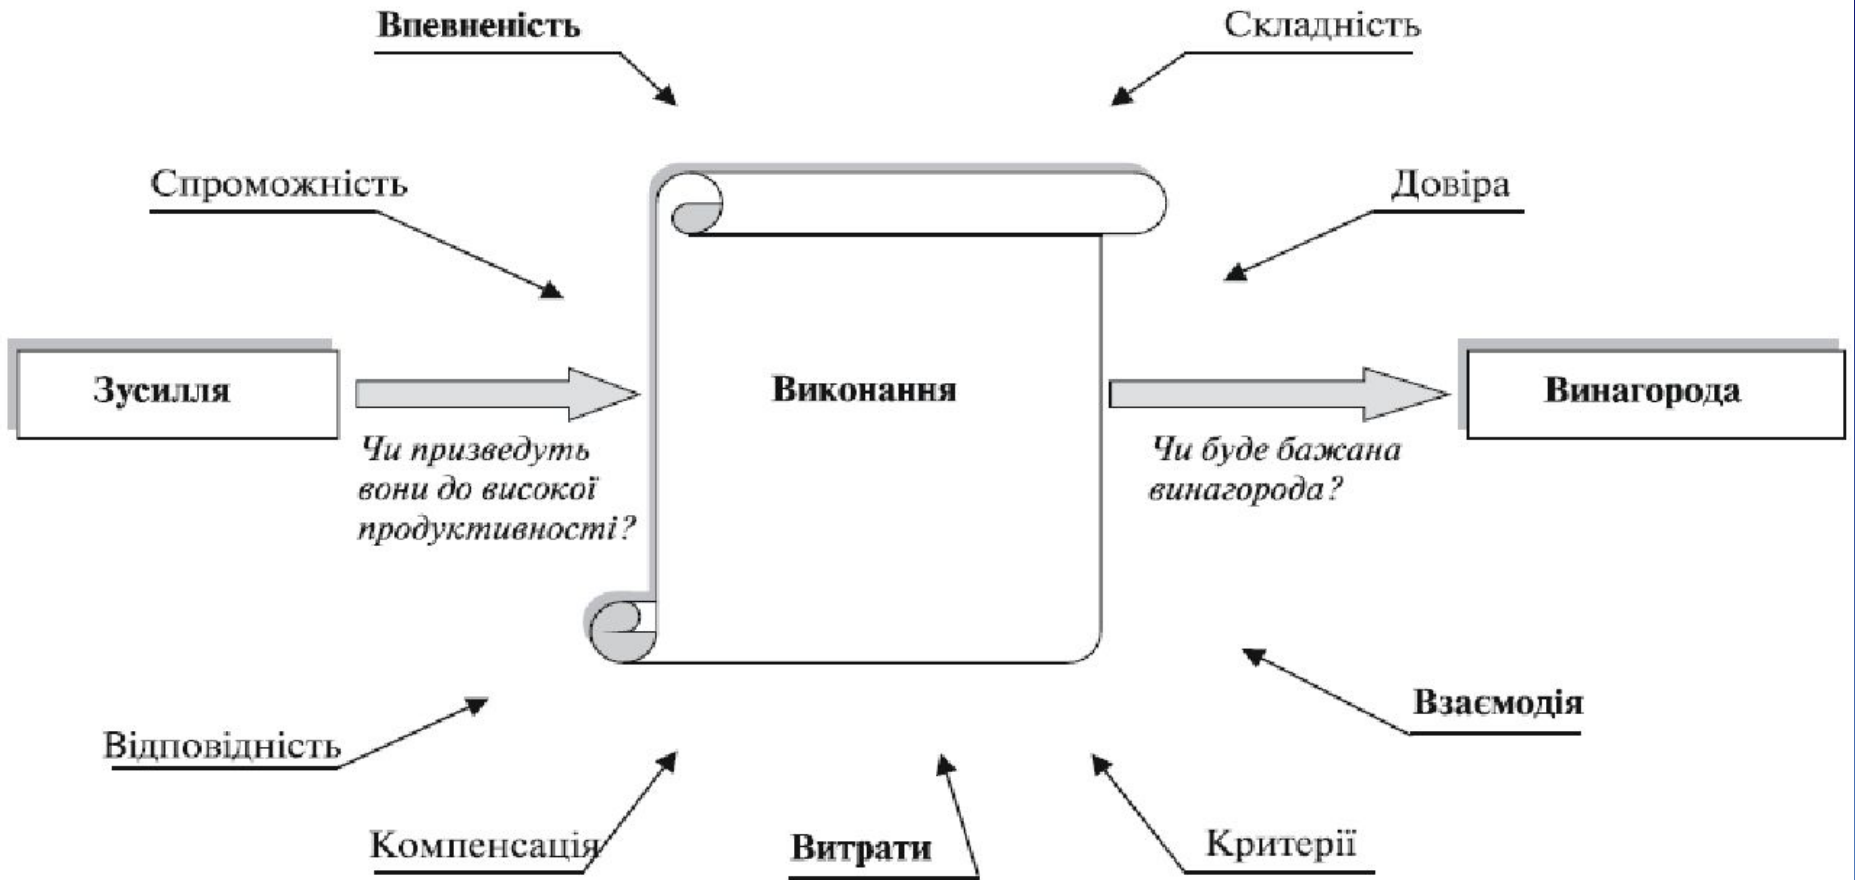 Впевненість
Складність
Спроможність
Довіра
Зусилля
Виконання
Винагорода
Чи призведуть
вони до високої
продуктивності?
Чи буде бажана
винагорода?
Взаємодія
Відповідність
Компенсація
Витрати
Критерії